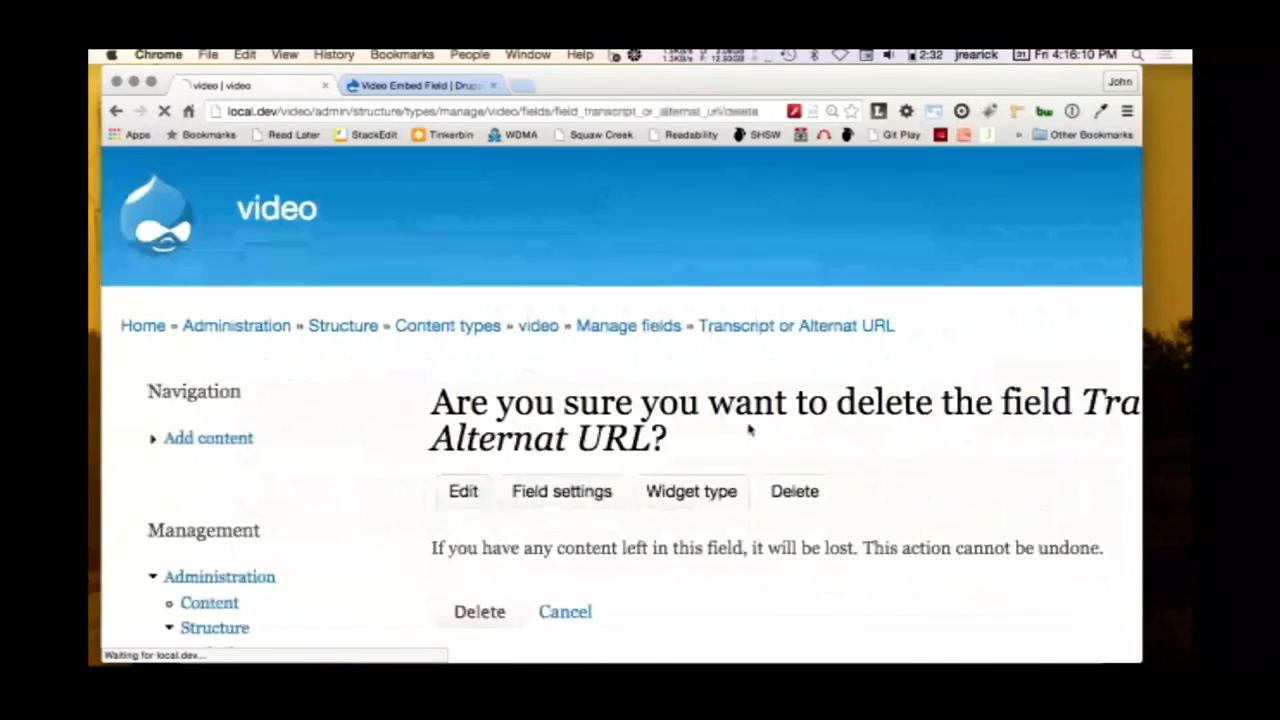 Chrome File Edit View History Bookmarks People Window Help 2:32 jrearick Fri 4:16:10 PM
video | video Video Embed Field | Drup John
local.dev/video/admin/structure/types/manage/video/fields/field_transcript_or_alternat_url/delete
Apps Bookmarks Read Later StackEdit Tinkerbin WDMA Squaw Creek Readability SHSW Git Play » Other Bookmarks
video
Home » Administration » Structure » Content types » video » Manage fields » Transcript or Alternat URL
Navigation
Add content
Management
Administration
Content
Structure
Are you sure you want to delete the field Tra
Alternat URL?
Edit Field settings Widget type Delete
If you have any content left in this field, it will be lost. This action cannot be undone.
Delete Cancel
Waiting for local.dev...